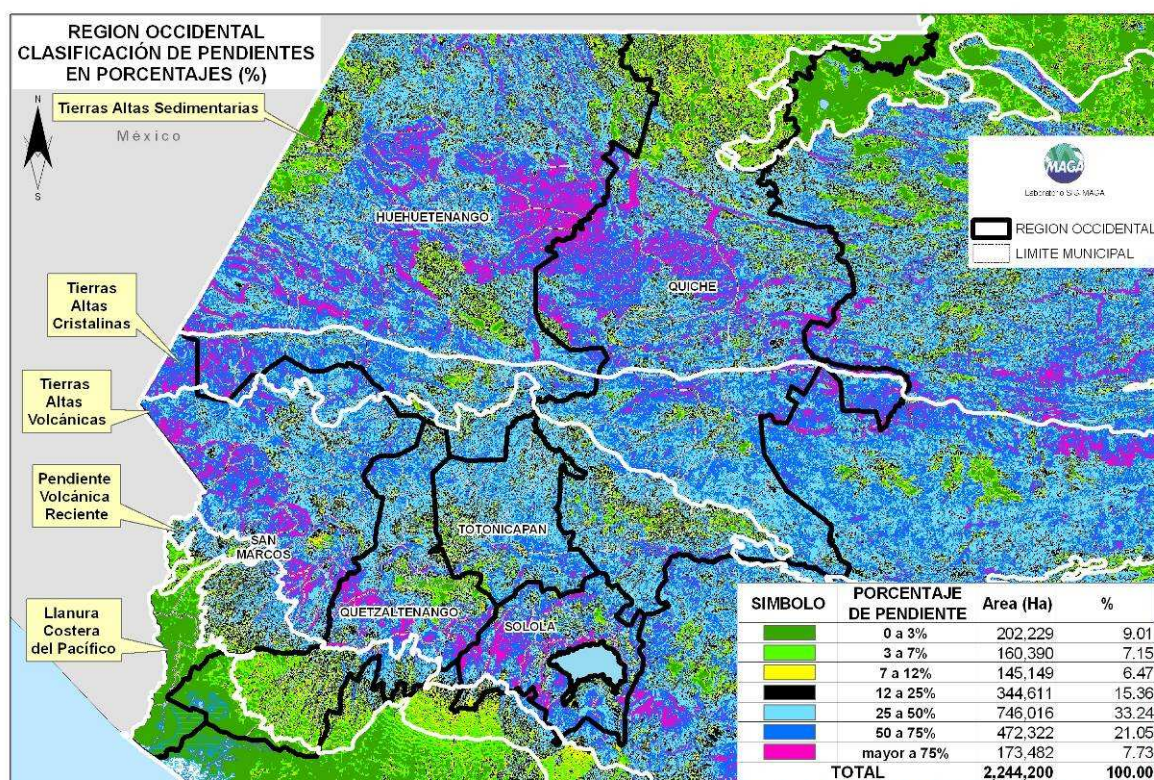 REGION OCCIDENTAL
CLASIFICACIÓN DE PENDIENTES
EN PORCENTAJES (%)
N
S
Tierras Altas Sedimentarias
México
MAGA
Laboratorio SIG-MAGA
REGION OCCIDENTAL
LIMITE MUNICIPAL
HUEHUETENANGO
QUICHE
Tierras
Altas
Cristalinas
Tierras
Altas
Volcánicas
Pendiente
Volcánica
Reciente
SAN
MARCOS
TOTONICAPAN
QUETZALTENANGO
SOLOLA
Llanura
Costera
del Pacífico
SIMBOLO PORCENTAJE DE PENDIENTE Area (Ha) %
0 a 3% 202,229 9.01
3 a 7% 160,390 7.15
7 a 12% 145,149 6.47
12 a 25% 344,611 15.36
25 a 50% 746,016 33.24
50 a 75% 472,322 21.05
mayor a 75% 173,482 7.73
TOTAL 2,244,200 100.00